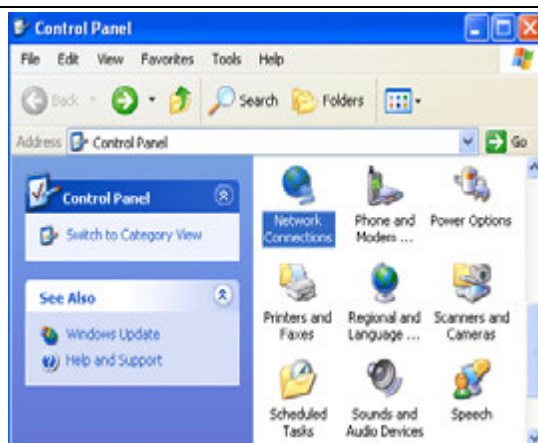 Control Panel
File Edit View Favorites Tools Help
Back Search Folders
Address Control Panel Go
Control Panel
Switch to Category View
See Also
Windows Update
Help and Support
Network Connections
Phone and Modem ...
Power Options
Printers and Faxes
Regional and Language ...
Scanners and Cameras
Scheduled Tasks
Sounds and Audio Devices
Speech